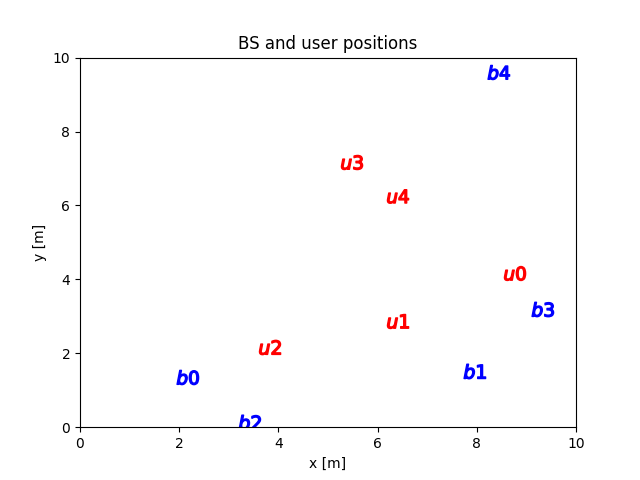 BS and user positions
10
b4
8
u3
u4
6
y [m]
u0
4
b3
u1
u2
2
b1
b0
b2
0
0 2 4 6 8 10
x [m]